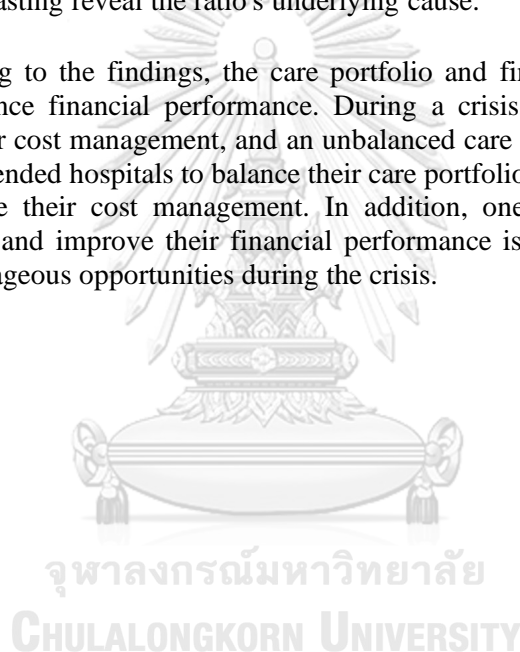 asting reveal the ratio's underlying cause.
g to the findings, the care portfolio and fin
nce financial performance. During a crisis
r cost management, and an unbalanced care
ended hospitals to balance their care portfolio
e their cost management. In addition, one
and improve their financial performance is
ageous opportunities during the crisis.
จุฬาลงกรณ์มหาวิทยาลัย
CHULALONGKORN UNIVERSITY